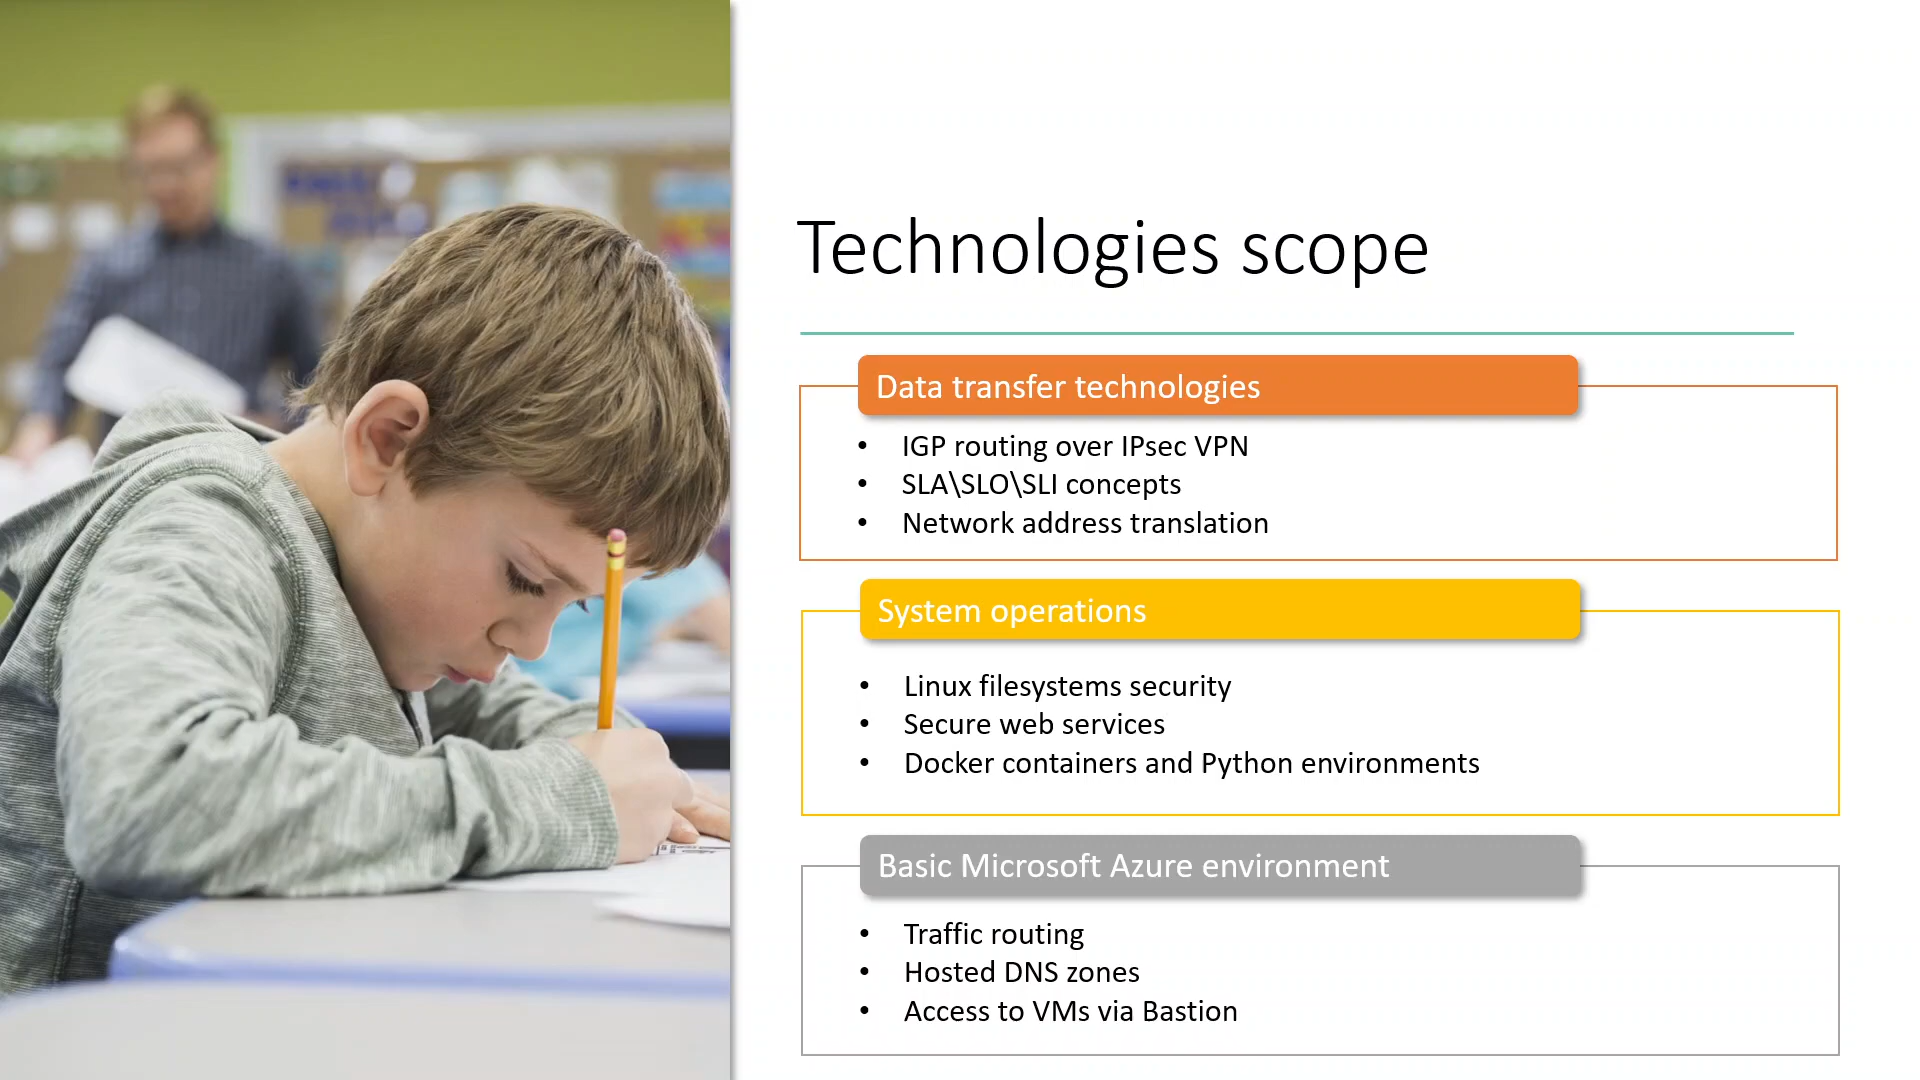 Technologies scope
Data transfer technologies
• IGP routing over IPsec VPN
• SLA\SLO\SLI concepts
• Network address translation
System operations
• Linux filesystems security
• Secure web services
• Docker containers and Python environments
Basic Microsoft Azure environment
• Traffic routing
• Hosted DNS zones
• Access to VMs via Bastion